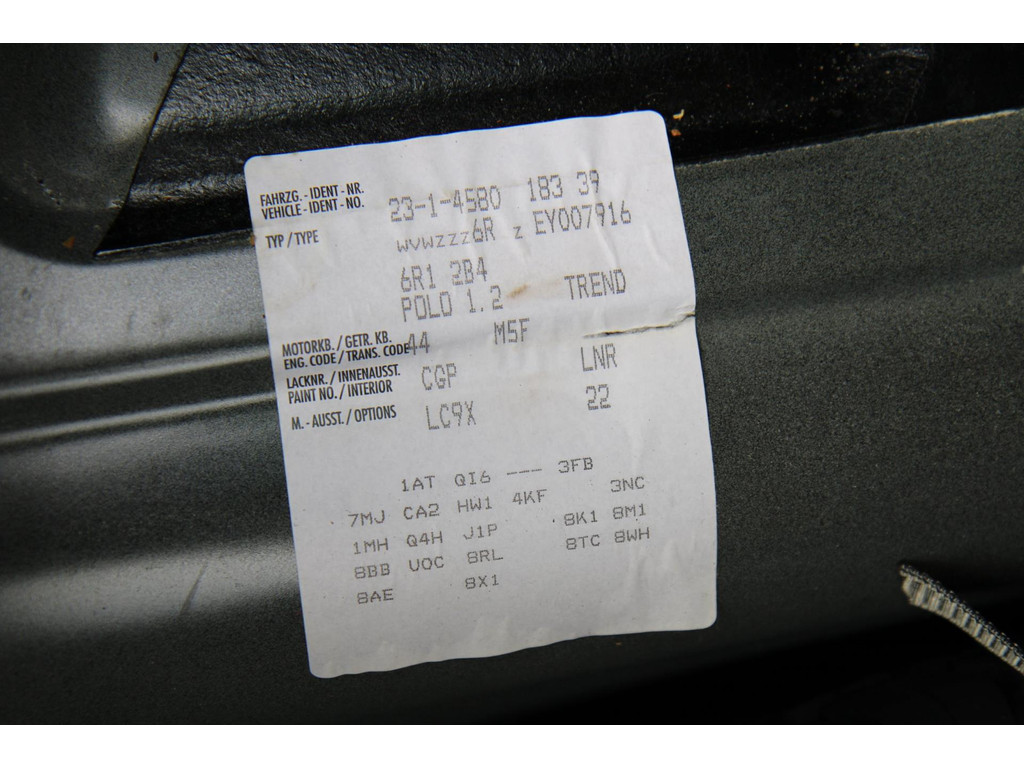 FAHRZG. - IDENT - NR.
VEHICLE - IDENT - NO.
23-1-4580 183 39
TYP / TYPE
WVWZZZ6R Z EY007916
6R1 2B4
POLO 1.2 TREND
MOTORKB. / GETR. KB.
ENG. CODE / TRANS. CODE
44 M5F
LACKNR. / INNENAUSST.
PAINT NO. / INTERIOR
CGP LNR
M. - AUSST. / OPTIONS
LC9X 22
1AT QI6 --- 3FB
7MJ CA2 HW1 4KF 3NC
1MH Q4H J1P 8K1 8M1
8BB UOC 8RL 8TC 8WH
8AE 8X1